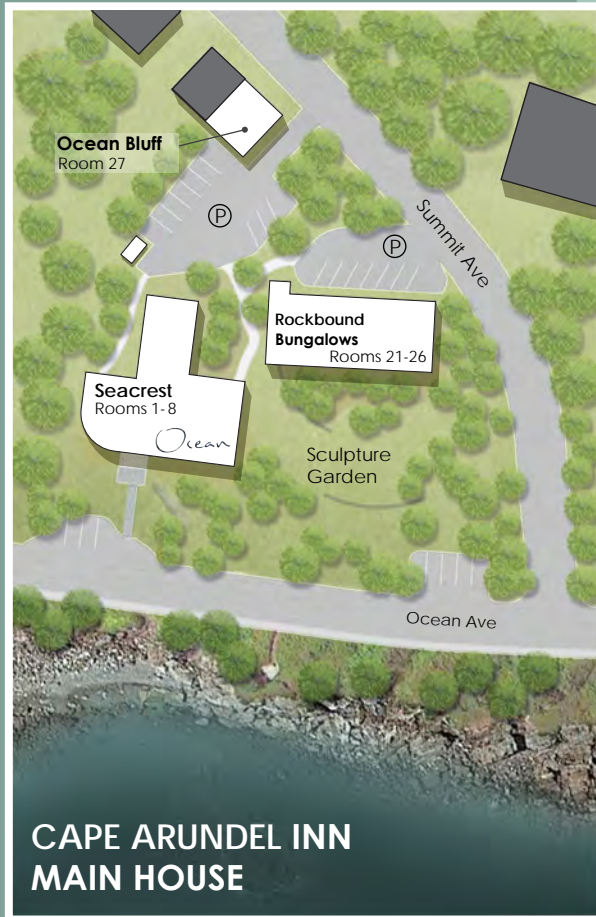 Ocean Bluff
Room 27
P
P
Summit Ave
Rockbound
Bungalows
Rooms 21-26
Seacrest
Rooms 1-8
Ocean
Sculpture
Garden
Ocean Ave
CAPE ARUNDEL INN
MAIN HOUSE